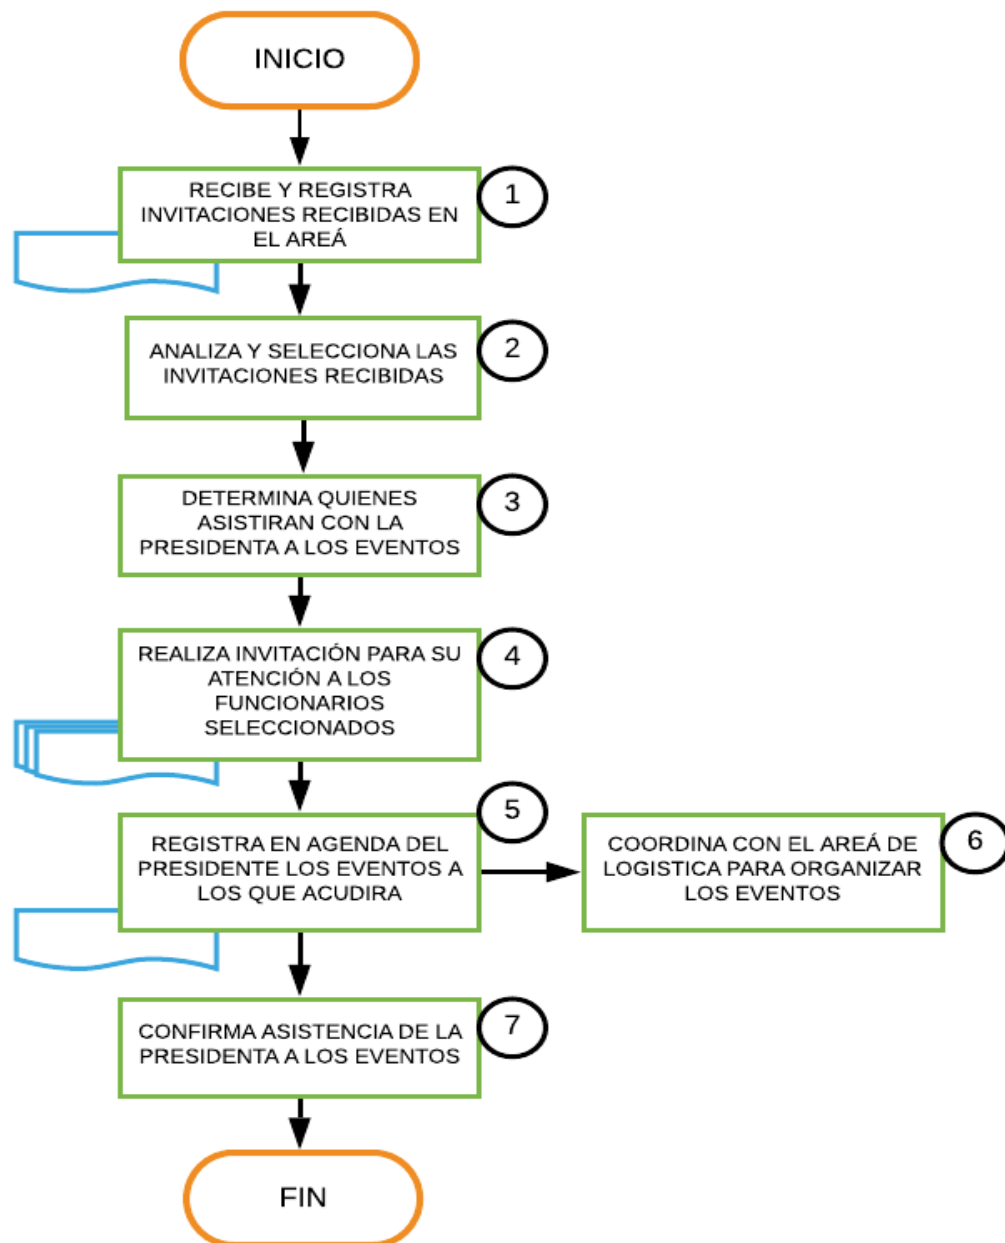 INICIO
RECIBE Y REGISTRA
INVITACIONES RECIBIDAS EN
EL AREÁ
1
ANALIZA Y SELECCIONA LAS
INVITACIONES RECIBIDAS
2
DETERMINA QUIENES
ASISTIRAN CON LA
PRESIDENTA A LOS EVENTOS
3
REALIZA INVITACIÓN PARA SU
ATENCIÓN A LOS
FUNCIONARIOS
SELECCIONADOS
4
REGISTRA EN AGENDA DEL
PRESIDENTE LOS EVENTOS A
LOS QUE ACUDIRA
5
COORDINA CON EL AREÁ DE
LOGISTICA PARA ORGANIZAR
LOS EVENTOS
6
CONFIRMA ASISTENCIA DE LA
PRESIDENTA A LOS EVENTOS
7
FIN